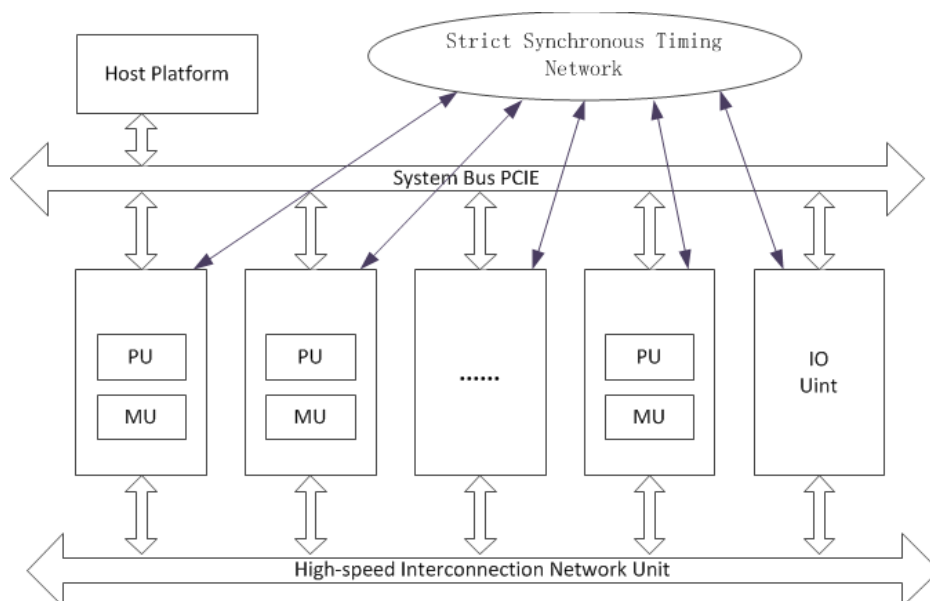 Strict Synchronous Timing
Network
Host Platform
System Bus PCIE
PU
MU
PU
MU
......
PU
MU
IO
Uint
High-speed Interconnection Network Unit